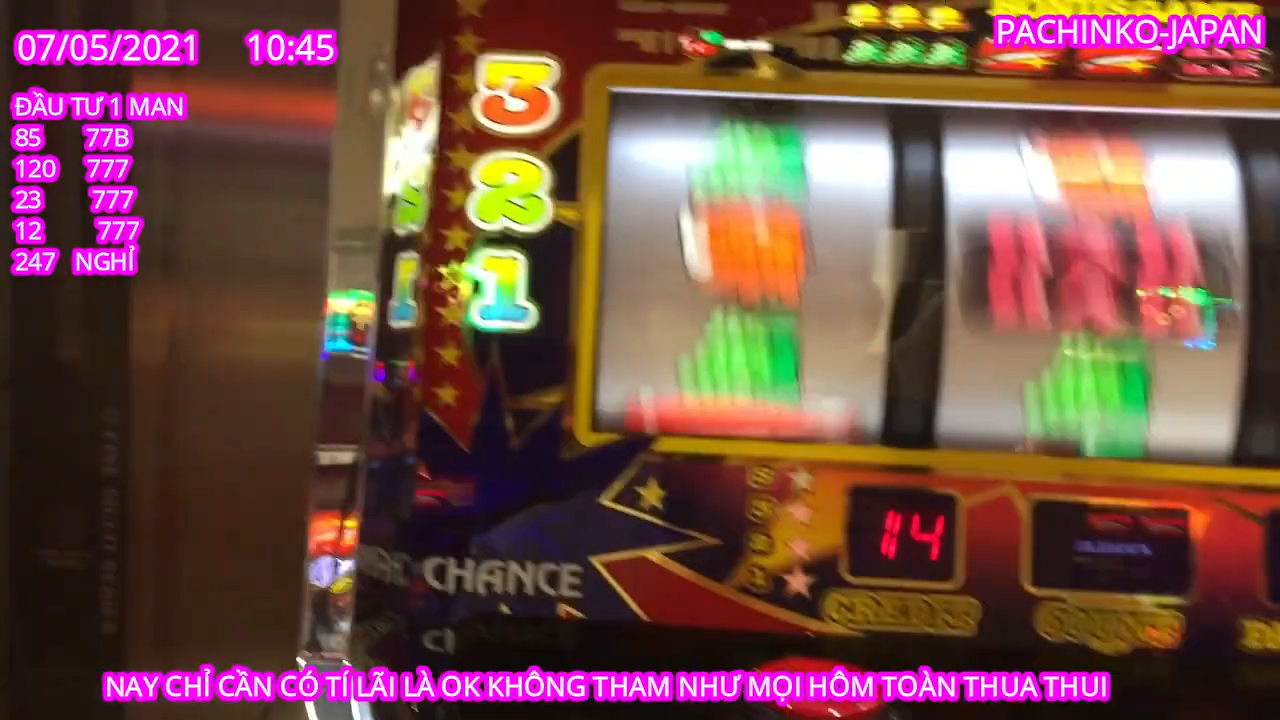 07/05/2021 10:45
PACHINKO-JAPAN
ĐẦU TƯ 1 MAN
85 77B
120 777
23 777
12 777
247 NGHỈ
3
2
1
14
CREDITS
CHANCE
NAY CHỈ CẦN CÓ TÍ LÃI LÀ OK KHÔNG THAM NHƯ MỌI HÔM TOÀN THUA THUI